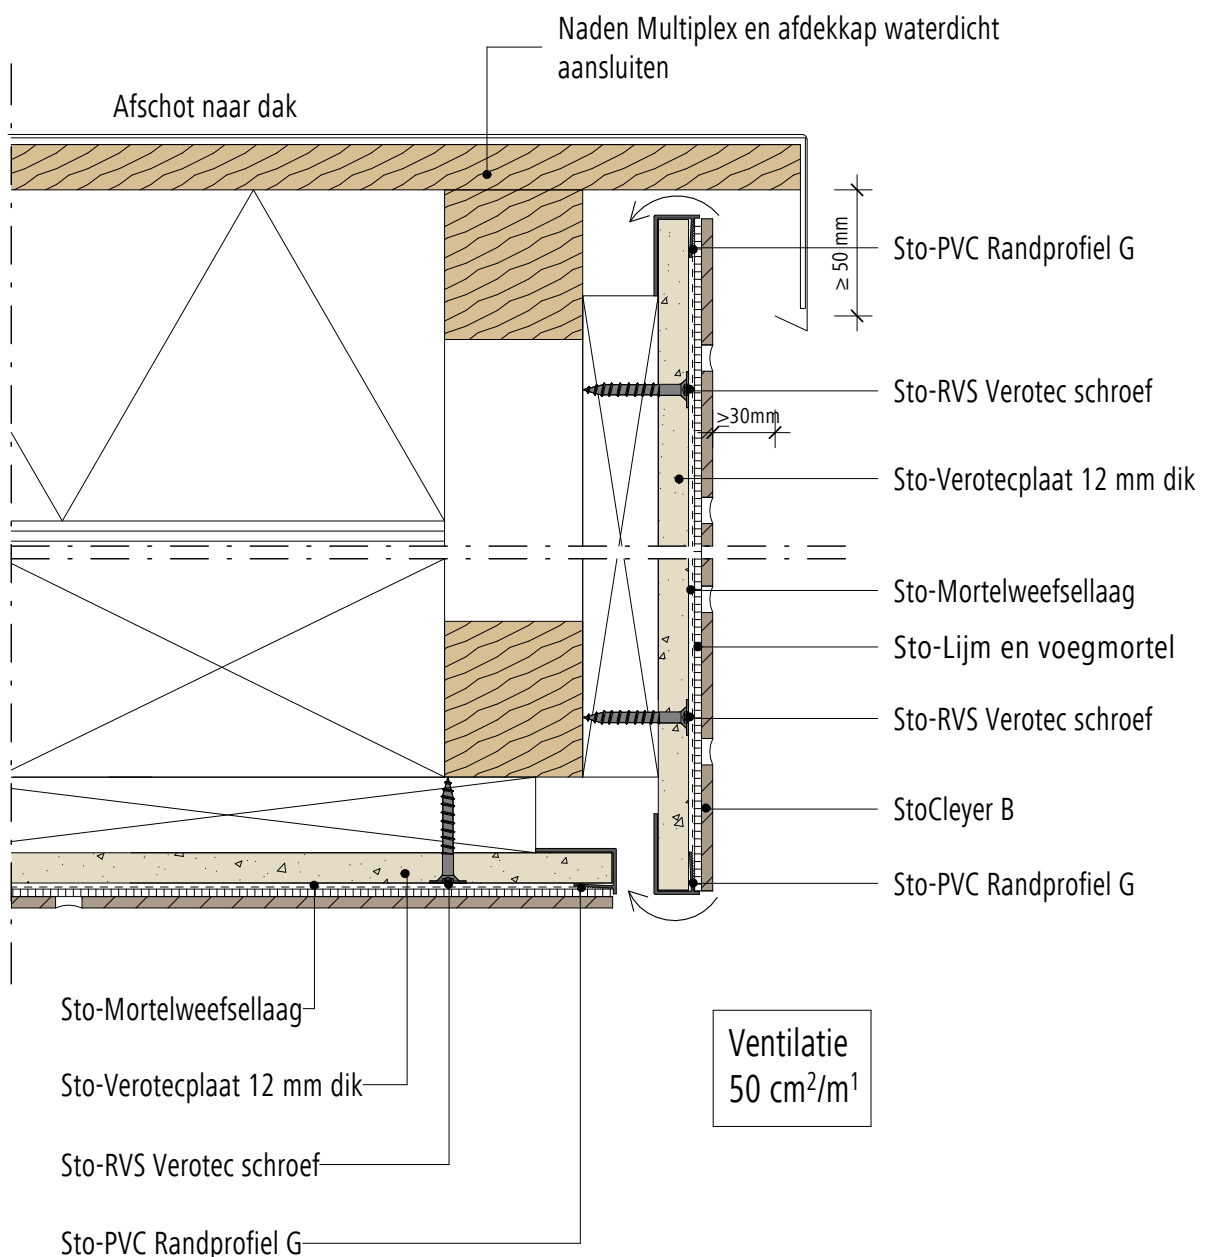 Naden Multiplex en afdekkap waterdicht
aansluiten
Afschot naar dak
≥ 50 mm
Sto-PVC Randprofiel G
Sto-RVS Verotec schroef
≥30mm
Sto-Verotecplaat 12 mm dik
Sto-Mortelweefsellaag
Sto-Lijm en voegmortel
Sto-RVS Verotec schroef
StoCleyer B
Sto-PVC Randprofiel G
Sto-Mortelweefsellaag
Sto-Verotecplaat 12 mm dik
Sto-RVS Verotec schroef
Sto-PVC Randprofiel G
Ventilatie
50 cm²/m¹